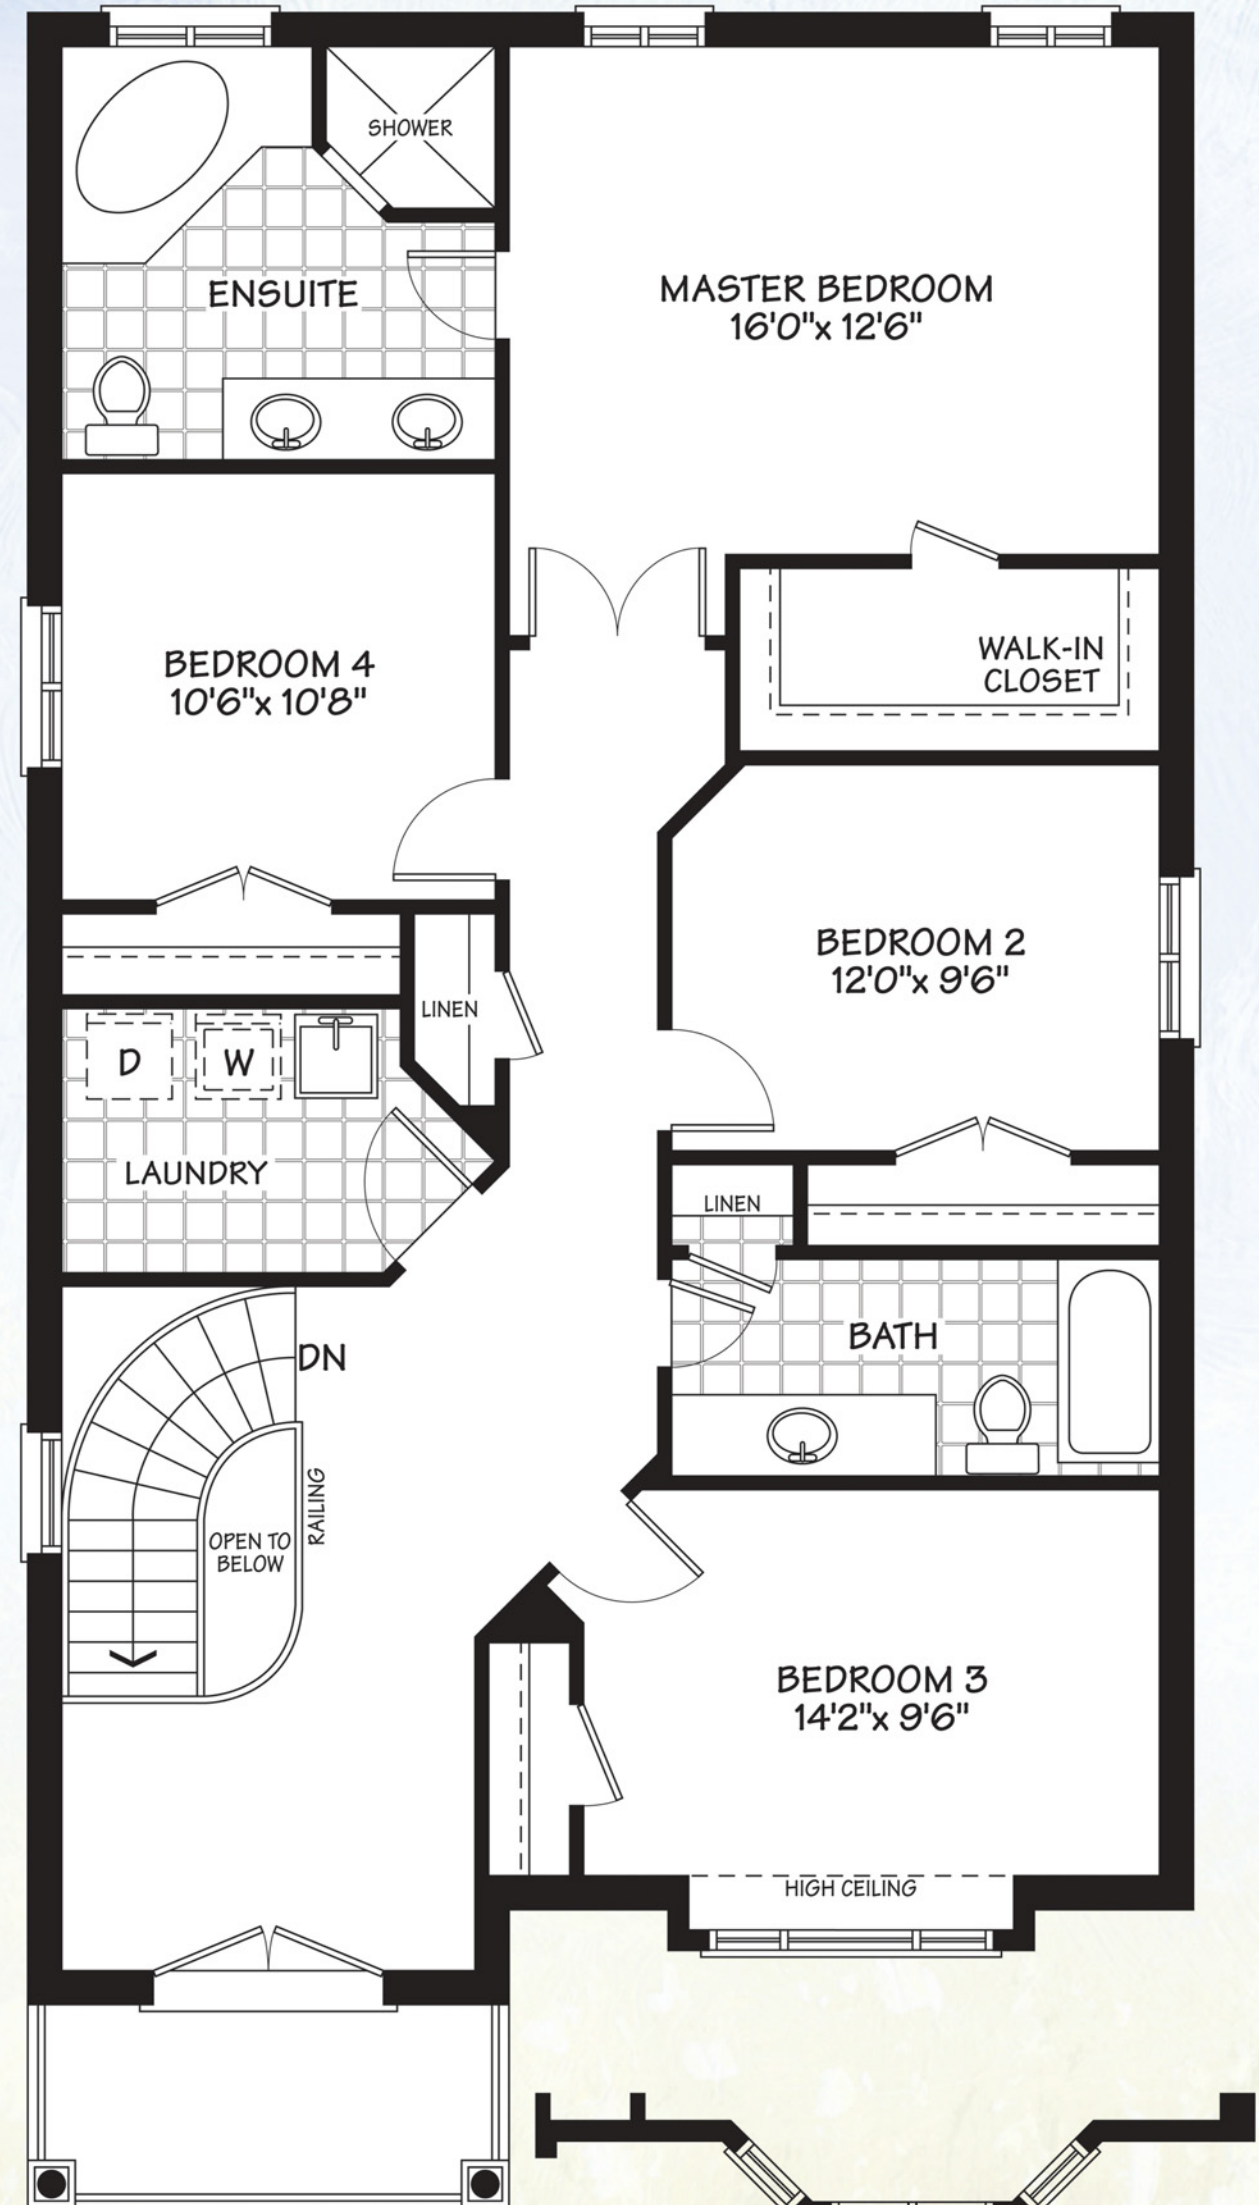 SHOWER
ENSUITE
MASTER BEDROOM
16'0"x 12'6"
BEDROOM 4
10'6"x 10'8"
WALK-IN
CLOSET
BEDROOM 2
12'0"x 9'6"
LINEN
D
W
LAUNDRY
LINEN
DN
BATH
RAILING
OPEN TO
BELOW
BEDROOM 3
14'2"x 9'6"
HIGH CEILING